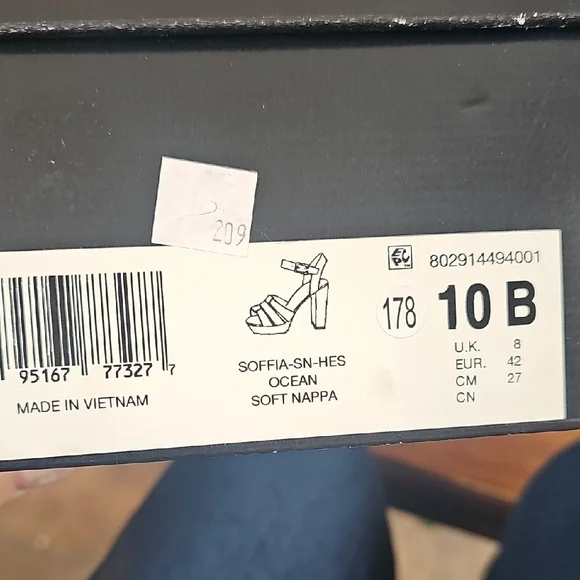 209
802914494001
178
10 B
U.K. 8
EUR. 42
CM 27
CN
95167 77327 7
MADE IN VIETNAM
SOFFIA-SN-HES
OCEAN
SOFT NAPPA